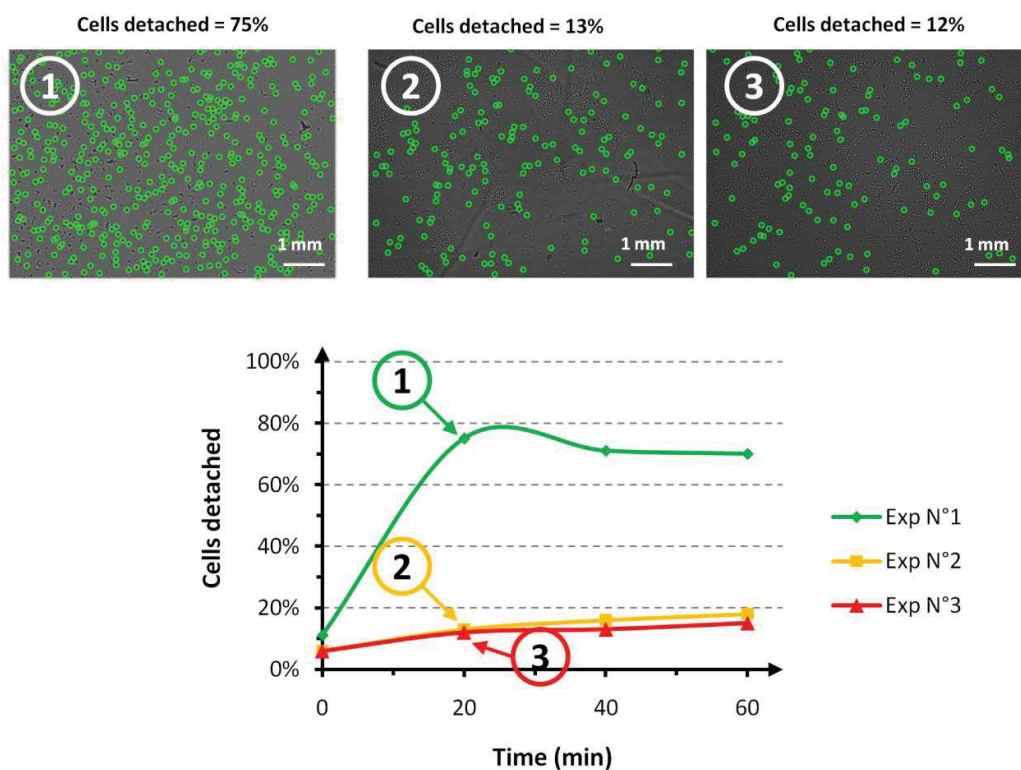 Cells detached = 75%
Cells detached = 13%
Cells detached = 12%
1
2
3
1 mm
1 mm
1 mm
100%
80%
60%
40%
20%
0%
Cells detached
1
2
3
0
20
40
60
Time (min)
Exp N°1
Exp N°2
Exp N°3